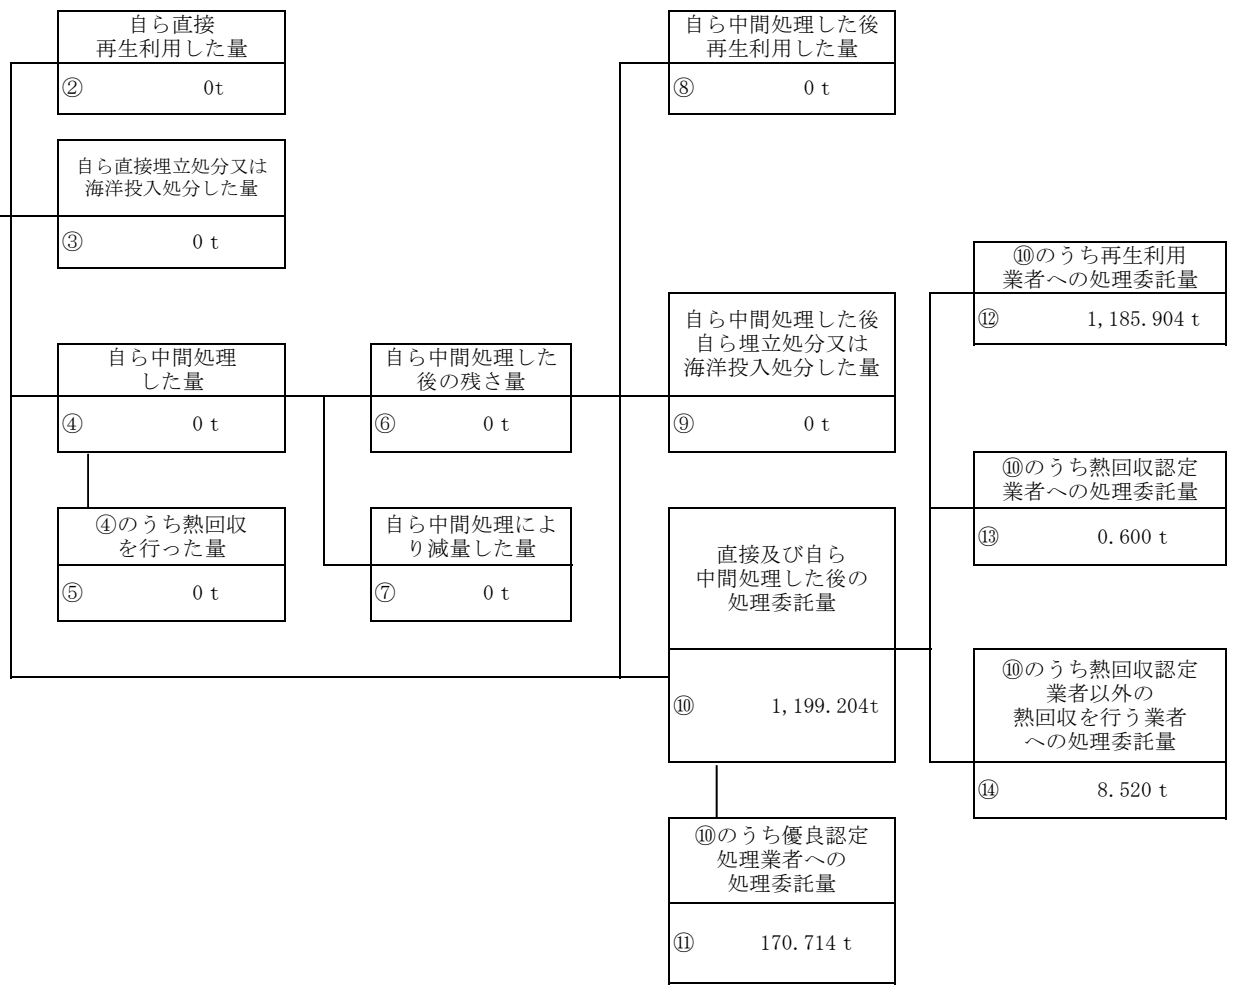 自ら直接
再生利用した量
② 0t
自ら直接埋立処分又は
海洋投入処分した量
③ 0 t
自ら中間処理
した量
④ 0 t
④のうち熱回収
を行った量
⑤ 0 t
自ら中間処理した
後の残さ量
⑥ 0 t
自ら中間処理によ
り減量した量
⑦ 0 t
自ら中間処理した後
再生利用した量
⑧ 0 t
自ら中間処理した後
自ら埋立処分又は
海洋投入処分した量
⑨ 0 t
直接及び自ら
中間処理した後の
処理委託量
⑩ 1,199.204t
⑩のうち優良認定
処理業者への
処理委託量
⑪ 170.714 t
⑩のうち再生利用
業者への処理委託量
⑫ 1,185.904 t
⑩のうち熱回収認定
業者への処理委託量
⑬ 0.600 t
⑩のうち熱回収認定
業者以外の
熱回収を行う業者
への処理委託量
⑭ 8.520 t